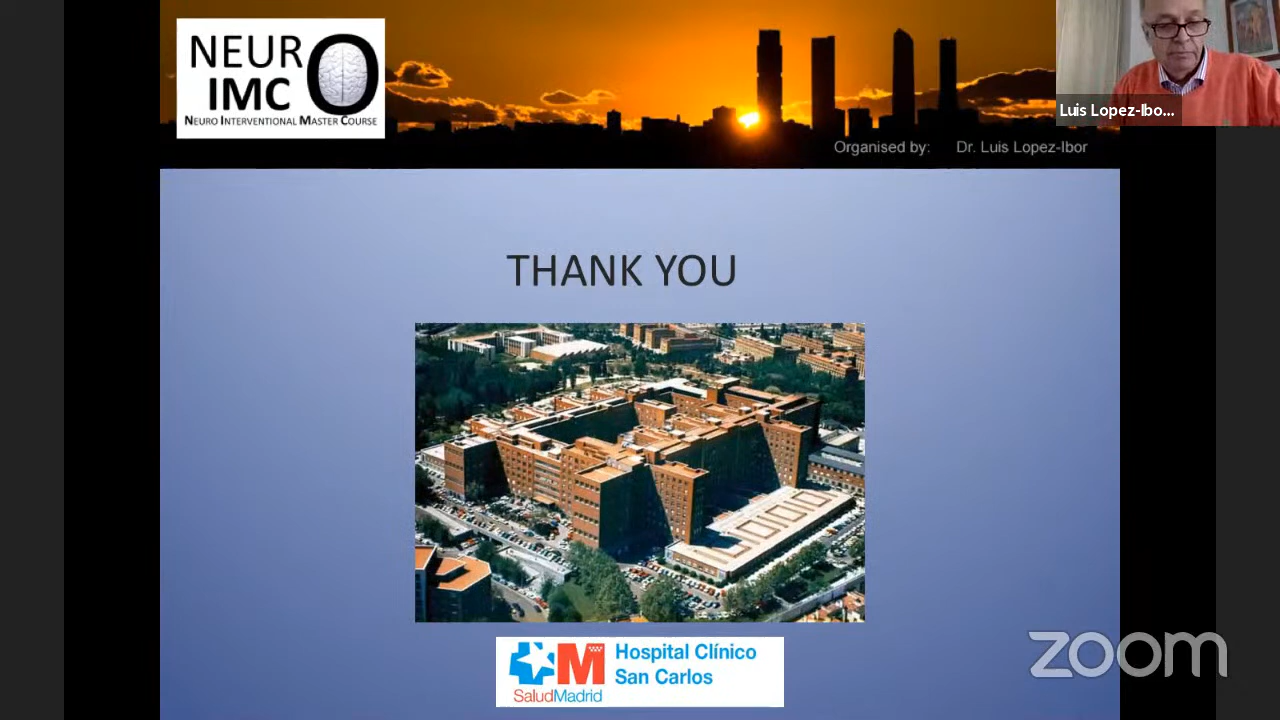 NEURO
IMC
NEURO INTERVENTIONAL MASTER COURSE
Luis Lopez-Ibo...
Organised by: Dr. Luis Lopez-Ibor
THANK YOU
Hospital Clínico
San Carlos
SaludMadrid
zoom